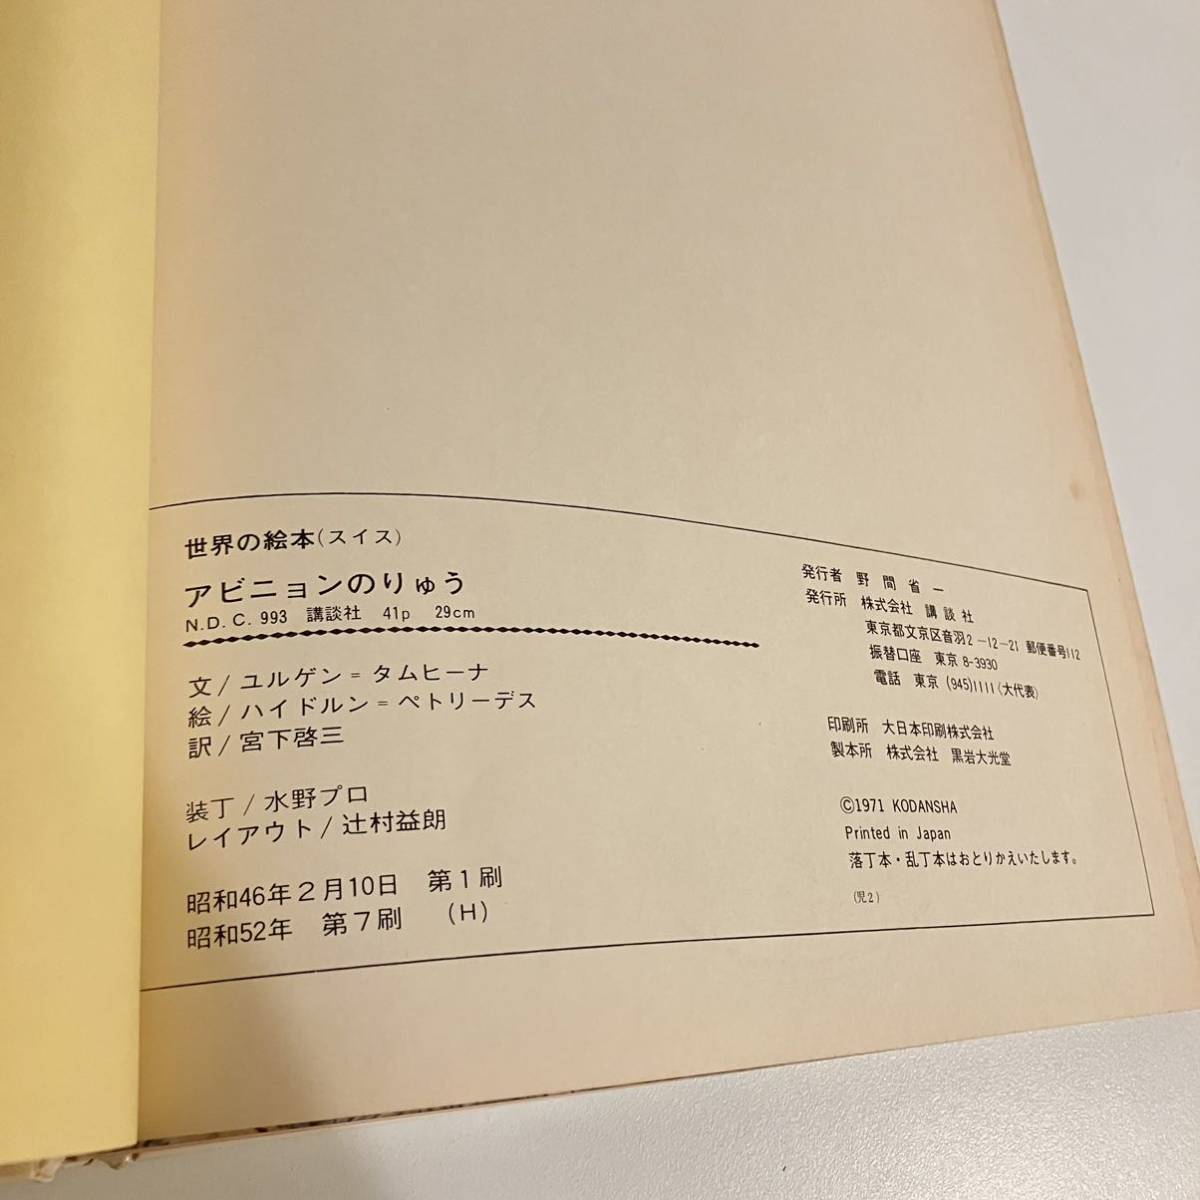 世界の絵本(スイス)
アビニョンのりゅう
N.D.C.993 講談社 41p 29cm
文/ユルゲン=タムヒーナ
絵/ハイドルン=ペトリーデス
訳/宮下啓三
装丁/水野プロ
レイアウト/辻村益朗
昭和46年2月10日 第1刷
昭和52年 第7刷 (H)
発行者 野間省一
発行所 株式会社 講談社
東京都文京区音羽2-12-21 郵便番号112
振替口座 東京8-3930
電話 東京(945)1111(大代表)
印刷所 大日本印刷株式会社
製本所 株式会社 黒岩大光堂
©1971 KODANSHA
Printed in Japan
落丁本・乱丁本はおとりかえいたします。
(児2)